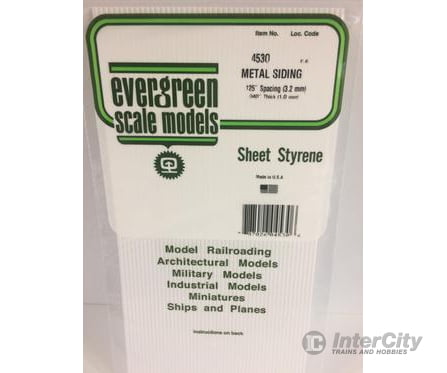 Item No. Loc. Code
4530
METAL SIDING
.125" Spacing (3.2 mm)
.040" Thick (1.0 mm)
evergreen
scale models
Sheet Styrene
Made in U.S.A
Model Railroading
Architectural Models
Military Models
Industrial Models
Miniatures
Ships and Planes
instructions on back
InterCity
TRAINS AND HOBBIES